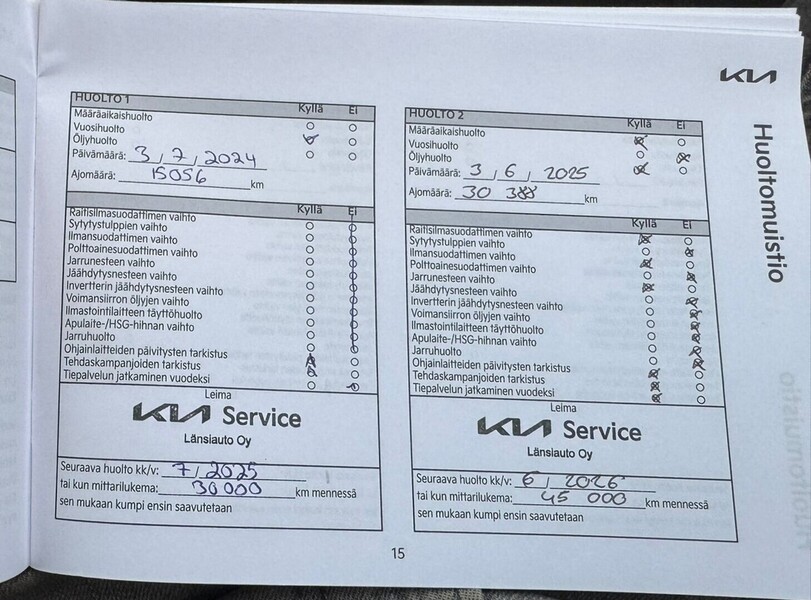 KIA
Huoltomuistio
HUOLTO 1
Kyllä Ei
Määräaikaishuolto
Vuosihuolto
Öljyhuolto
Päivämäärä: 3 / 7 / 2024
Ajomäärä: 15056 km
Kyllä Ei
Raitisilmasuodattimen vaihto
Sytytystulppien vaihto
Ilmansuodattimen vaihto
Polttoainesuodattimen vaihto
Jarrunesteen vaihto
Jäähdytysnesteen vaihto
Invertterin jäähdytysnesteen vaihto
Voimansiirron öljyjen vaihto
Ilmastointilaitteen täyttöhuolto
Apulaite-/HSG-hihnan vaihto
Jarruhuolto
Ohjainlaitteiden päivitysten tarkistus
Tehdaskampanjoiden tarkistus
Tiepalvelun jatkaminen vuodeksi
Leima
KIA Service
Länsiauto Oy
Seuraava huolto kk/v: 7 / 2025
tai kun mittarilukema: 30000 km mennessä
sen mukaan kumpi ensin saavutetaan
HUOLTO 2
Kyllä Ei
Määräaikaishuolto
Vuosihuolto
Öljyhuolto
Päivämäärä: 3 / 6 / 2025
Ajomäärä: 30 388 km
Kyllä Ei
Raitisilmasuodattimen vaihto
Sytytystulppien vaihto
Ilmansuodattimen vaihto
Polttoainesuodattimen vaihto
Jarrunesteen vaihto
Jäähdytysnesteen vaihto
Invertterin jäähdytysnesteen vaihto
Voimansiirron öljyjen vaihto
Ilmastointilaitteen täyttöhuolto
Apulaite-/HSG-hihnan vaihto
Jarruhuolto
Ohjainlaitteiden päivitysten tarkistus
Tehdaskampanjoiden tarkistus
Tiepalvelun jatkaminen vuodeksi
Leima
KIA Service
Länsiauto Oy
Seuraava huolto kk/v: 6 / 2026
tai kun mittarilukema: 45 000 km mennessä
sen mukaan kumpi ensin saavutetaan
15